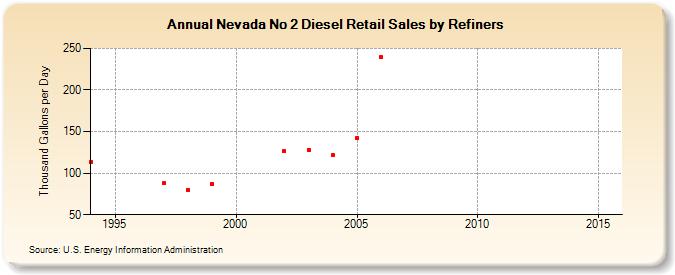 Annual Nevada No 2 Diesel Retail Sales by Refiners
Thousand Gallons per Day
250
200
150
100
50
1995 2000 2005 2010 2015
Source: U.S. Energy Information Administration